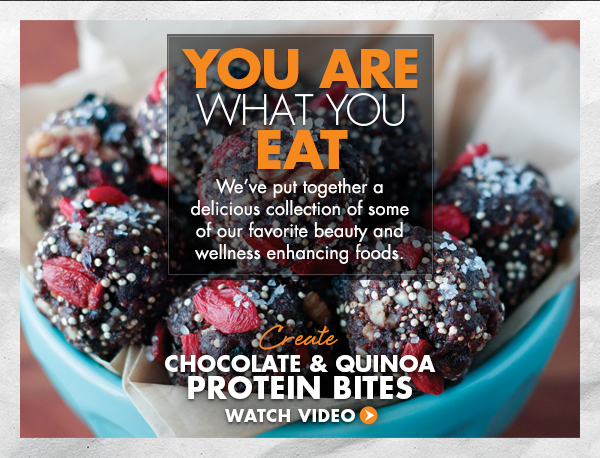 YOU ARE
WHAT YOU
EAT
We’ve put together a
delicious collection of some
of our favorite beauty and
wellness enhancing foods.
Create
CHOCOLATE & QUINOA
PROTEIN BITES
WATCH VIDEO